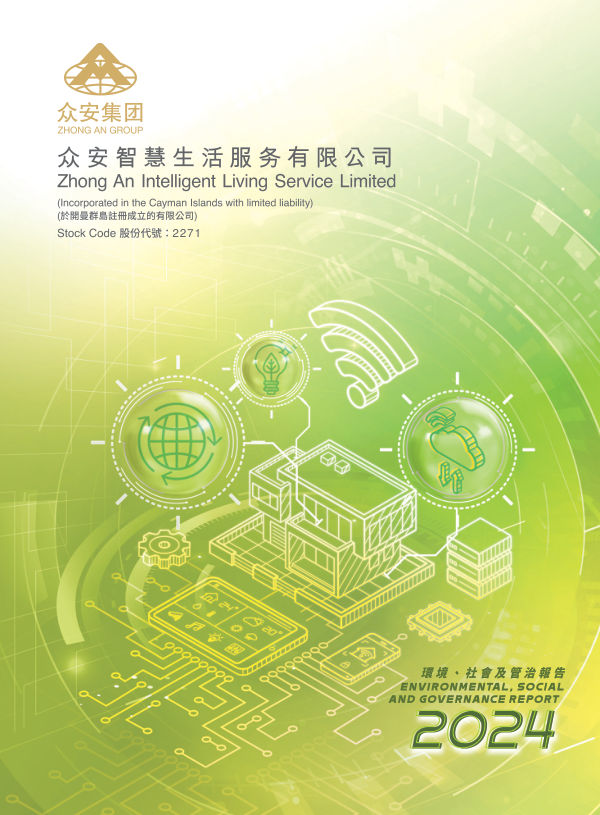 众安集团
ZHONG AN GROUP
众安智慧生活服务有限公司
Zhong An Intelligent Living Service Limited
(Incorporated in the Cayman Islands with limited liability)
(於開曼群島註冊成立的有限公司)
Stock Code 股份代號：2271
環境、社會及管治報告
ENVIRONMENTAL, SOCIAL
AND GOVERNANCE REPORT
2024